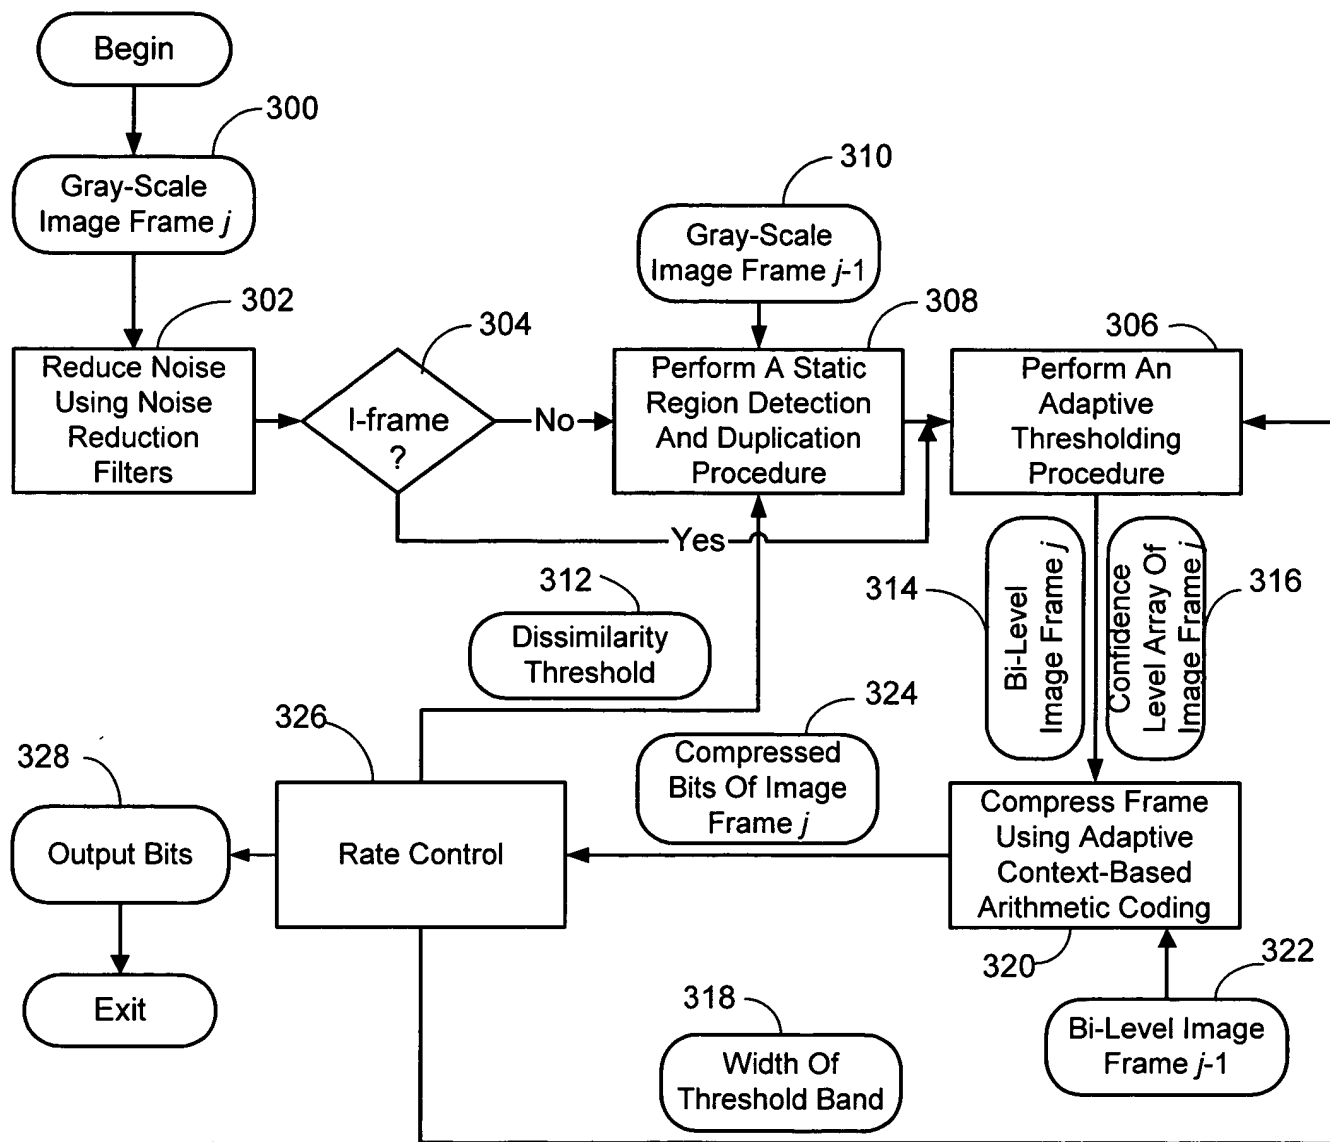 Begin
300
Gray-Scale
Image Frame j
302
Reduce Noise
Using Noise
Reduction
Filters
304
I-frame
?
No
Yes
310
Gray-Scale
Image Frame j-1
308
Perform A Static
Region Detection
And Duplication
Procedure
306
Perform An
Adaptive
Thresholding
Procedure
312
Dissimilarity
Threshold
314
Bi-Level
Image Frame j
Confidence
Level Array Of
Image Frame j
316
324
Compressed
Bits Of Image
Frame j
326
Rate Control
328
Output Bits
Exit
Compress Frame
Using Adaptive
Context-Based
Arithmetic Coding
320
322
Bi-Level Image
Frame j-1
318
Width Of
Threshold Band